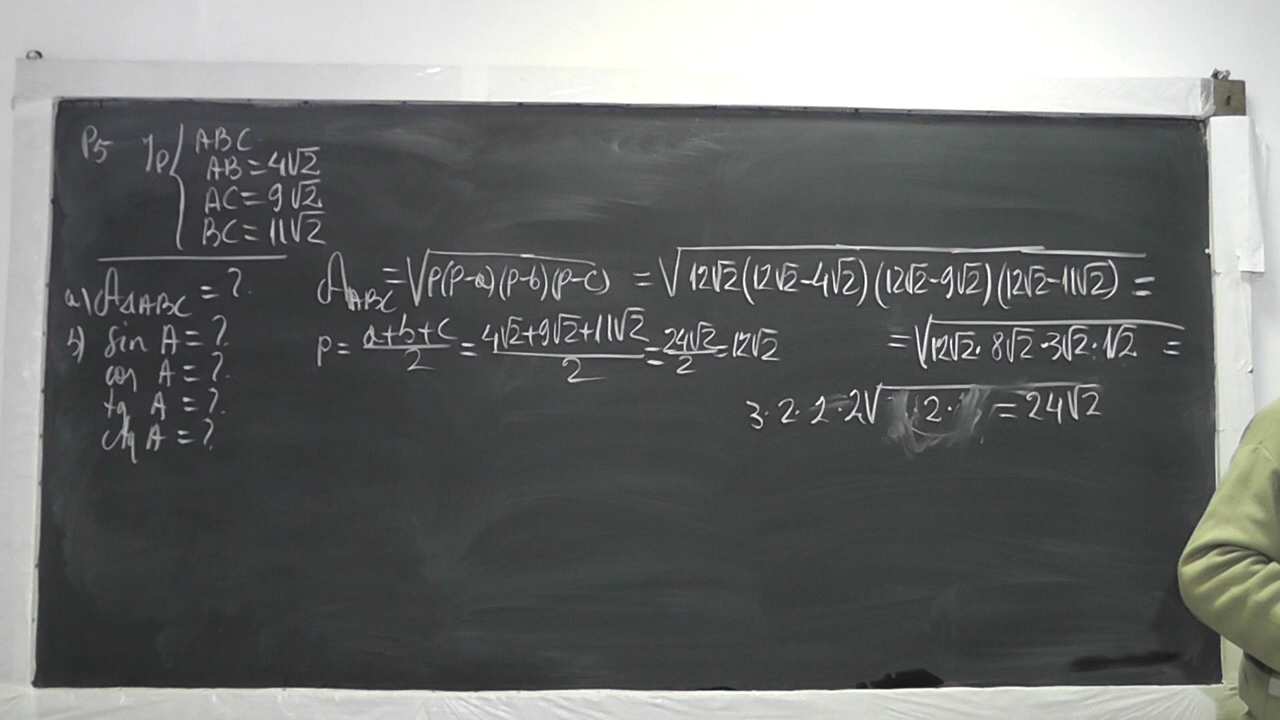 P5 Ip { ABC
AB=4√2
AC=9√2
BC=11√2
a) A△ABC = ?
b) sin A = ?
cos A = ?
tg A = ?
ctg A = ?
A_ABC = √p(p-a)(p-b)(p-c) = √12√2(12√2-4√2)(12√2-9√2)(12√2-11√2) =
p = a+b+c/2 = 4√2+9√2+11√2/2 = 24√2/2 = 12√2
= √12√2·8√2·3√2·1√2 =
3·2·2·2√ 2· = 24√2